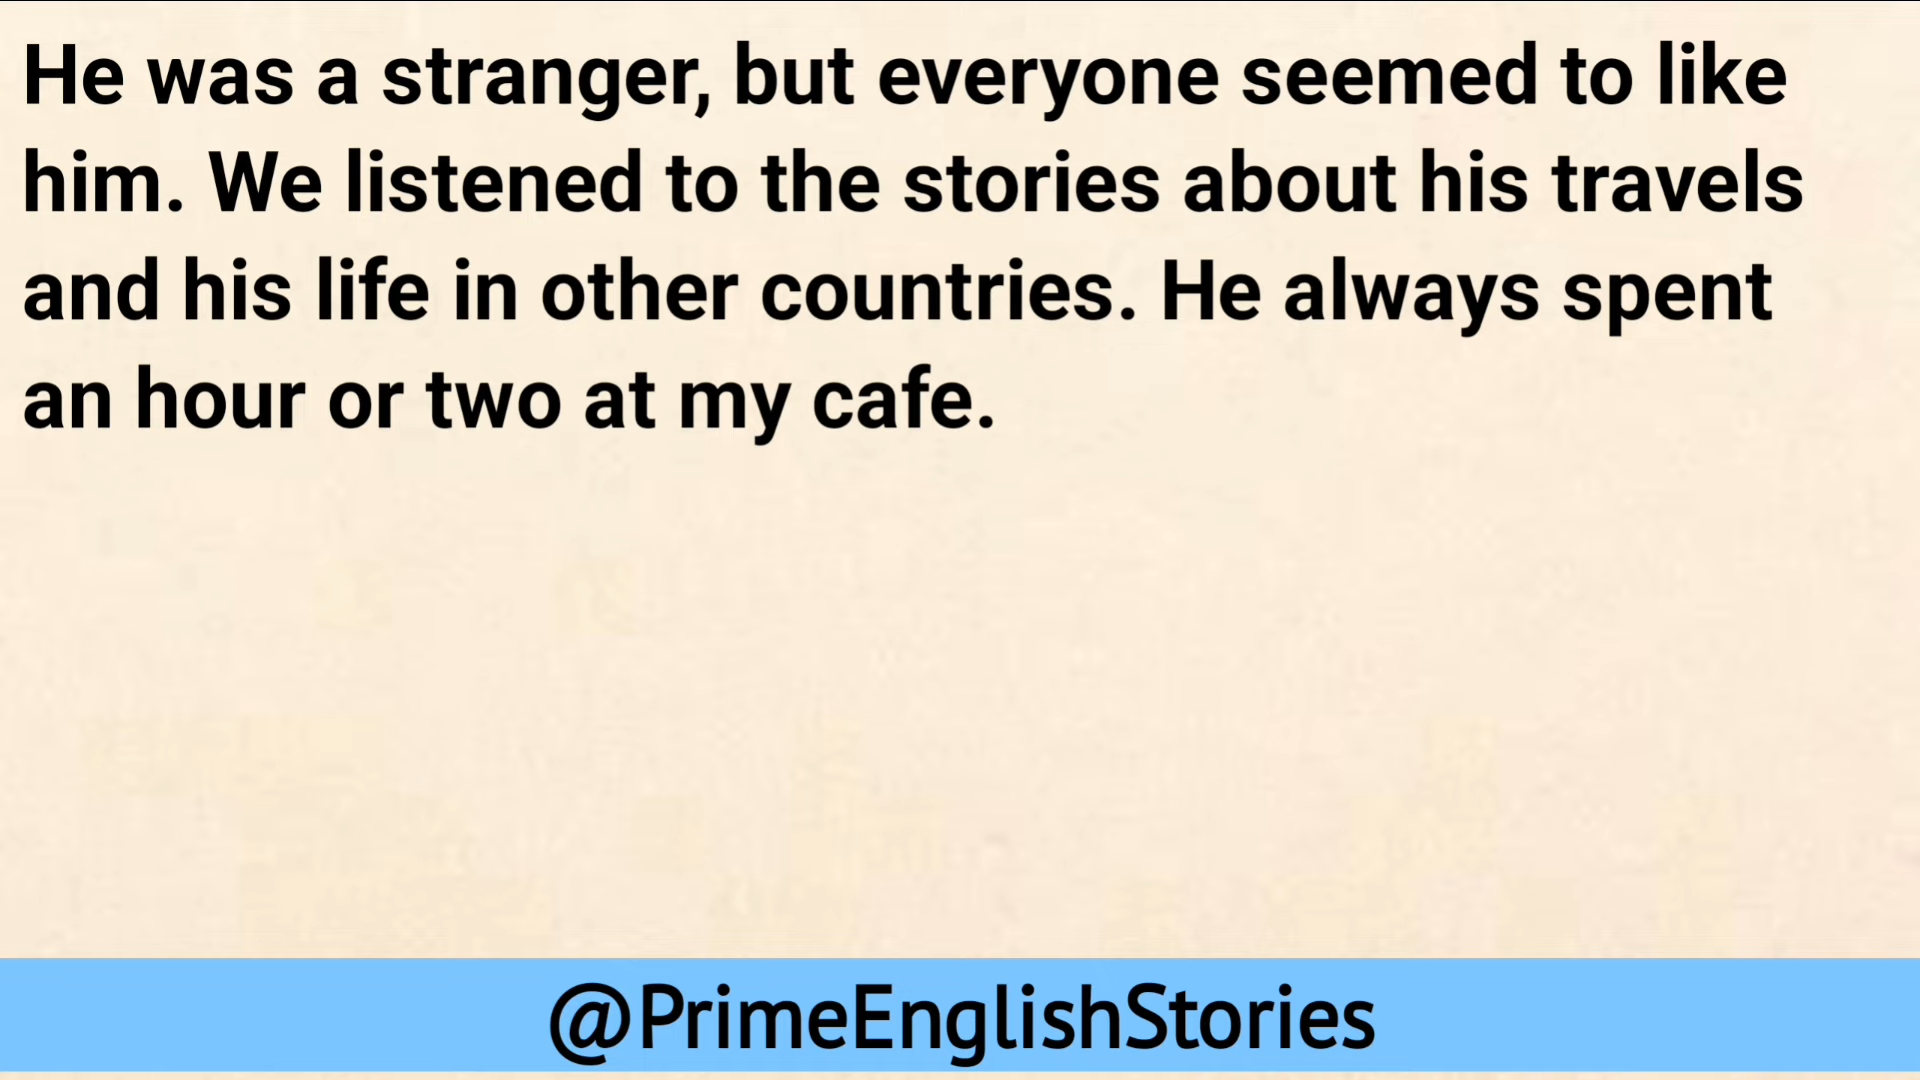 He was a stranger, but everyone seemed to like
him. We listened to the stories about his travels
and his life in other countries. He always spent
an hour or two at my cafe.
@PrimeEnglishStories